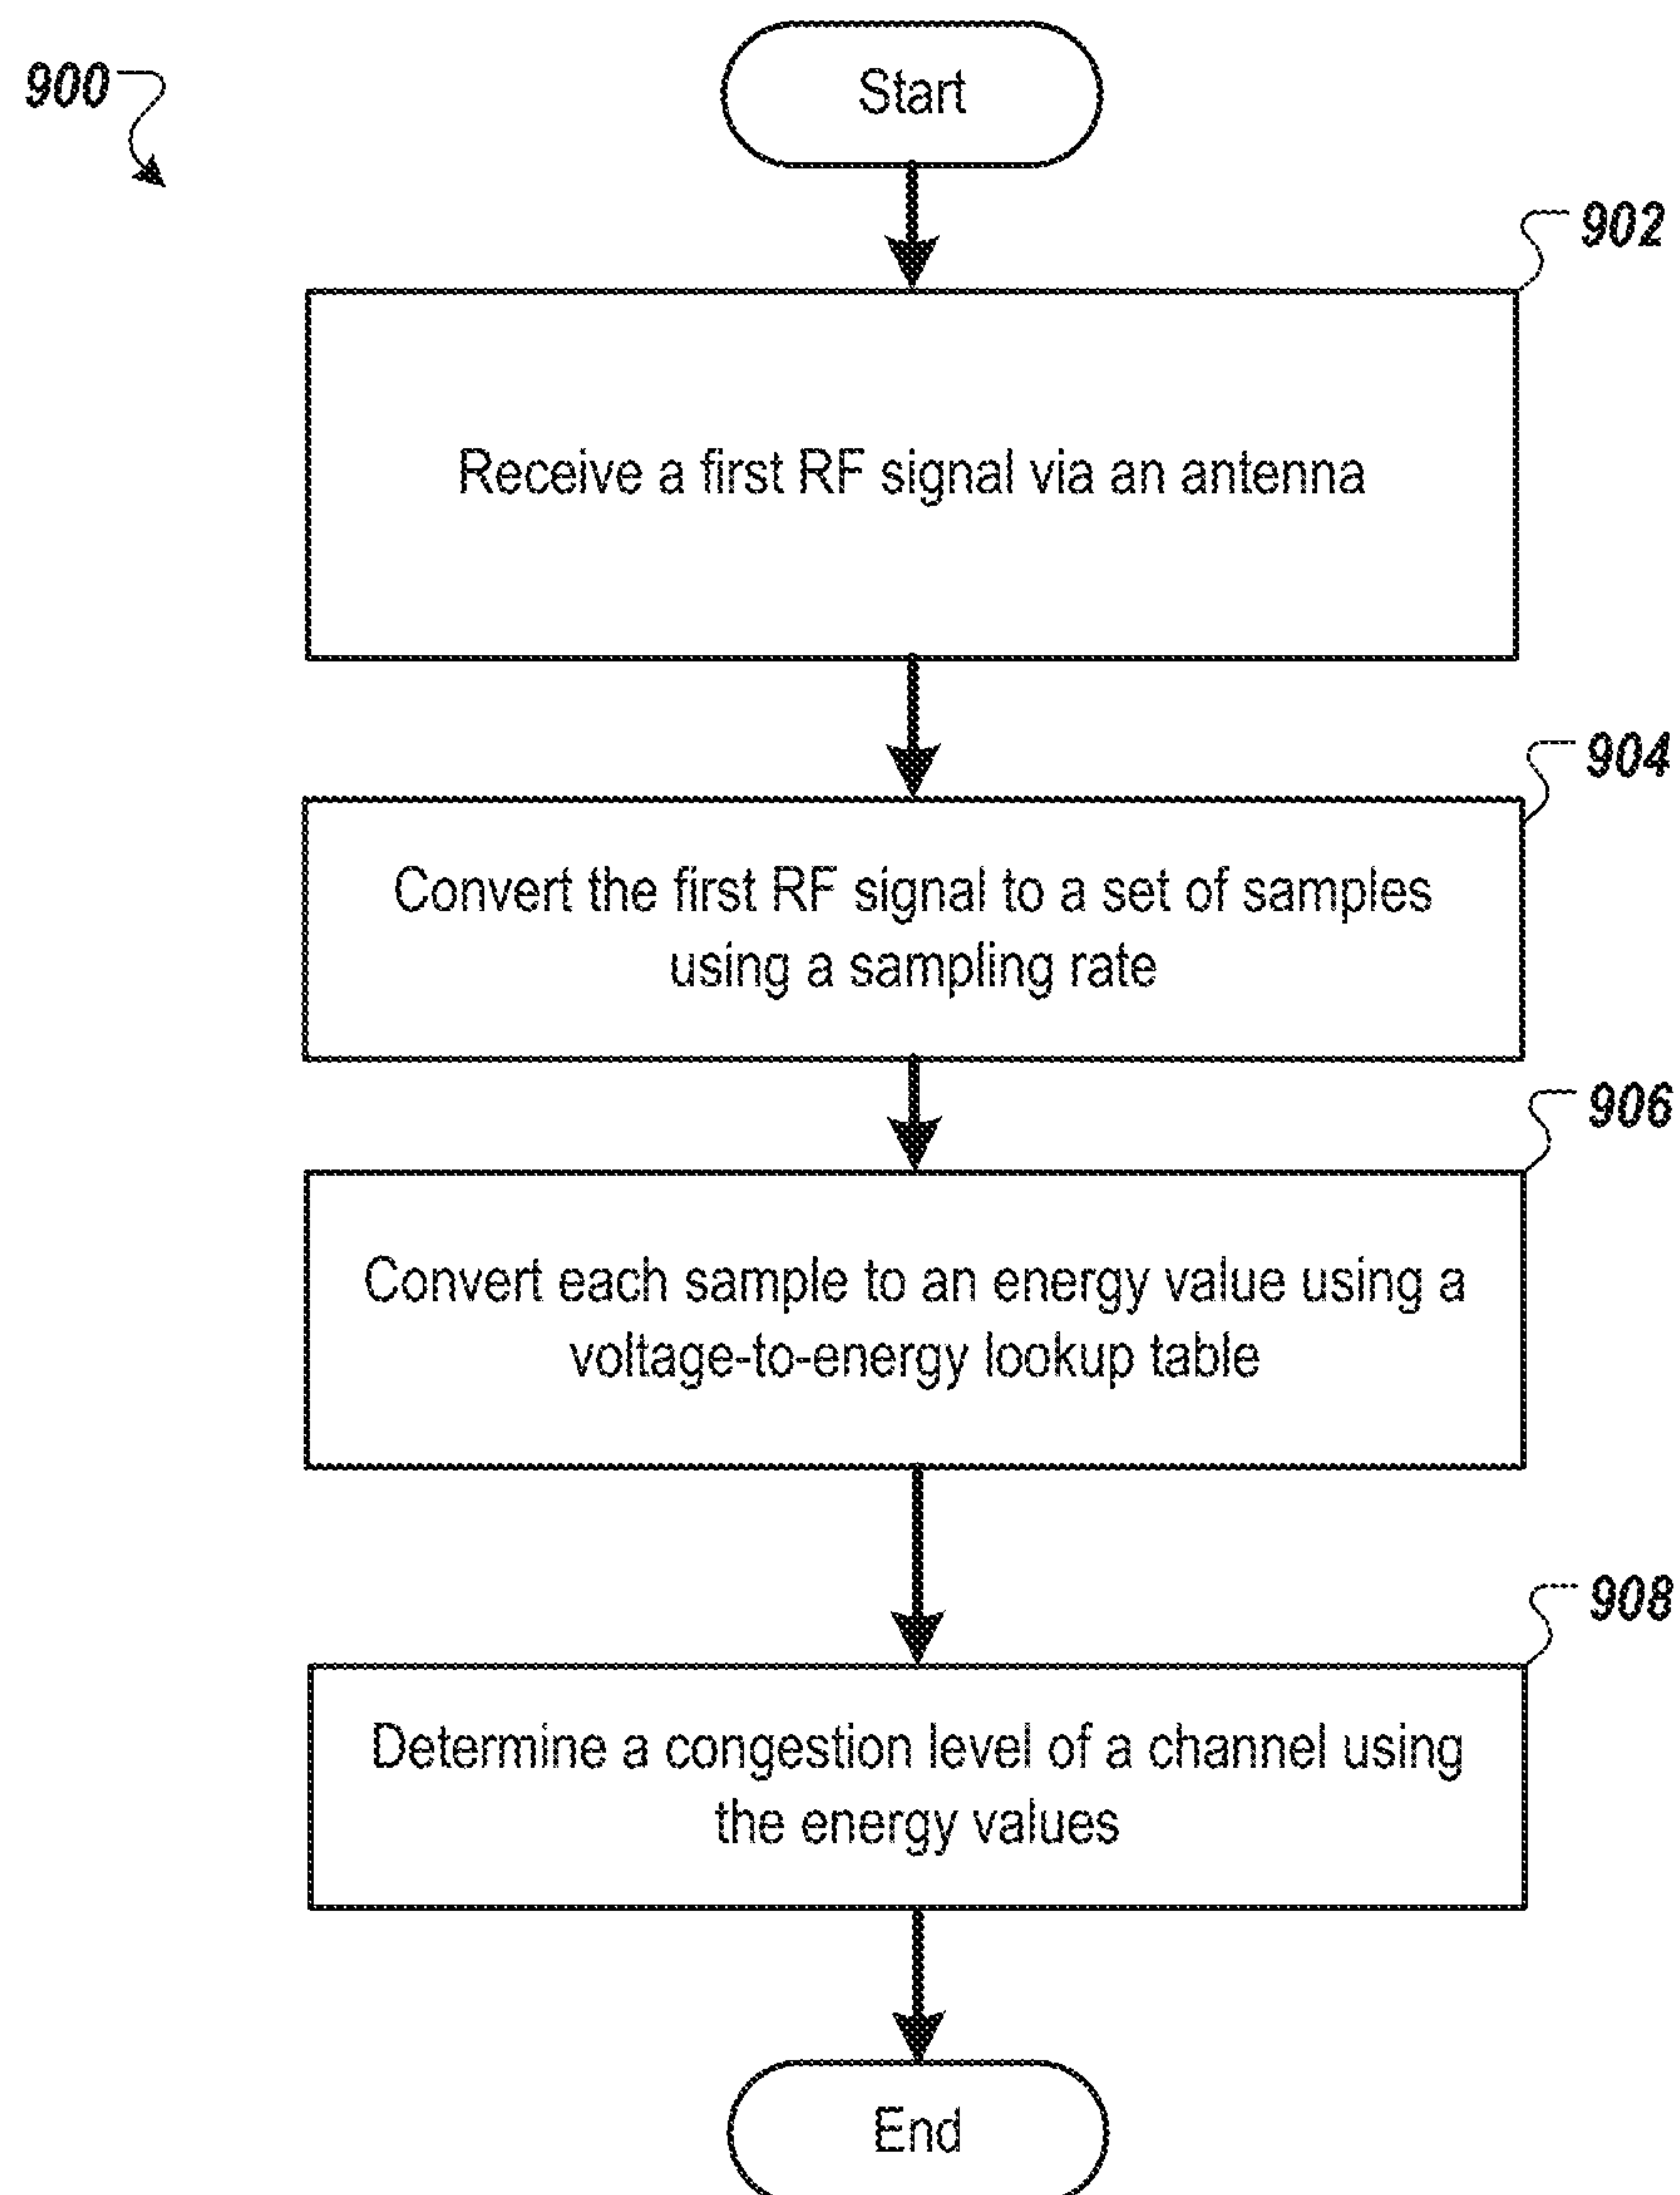 900
Start
902
Receive a first RF signal via an antenna
904
Convert the first RF signal to a set of samples
using a sampling rate
906
Convert each sample to an energy value using a
voltage-to-energy lookup table
908
Determine a congestion level of a channel using
the energy values
End